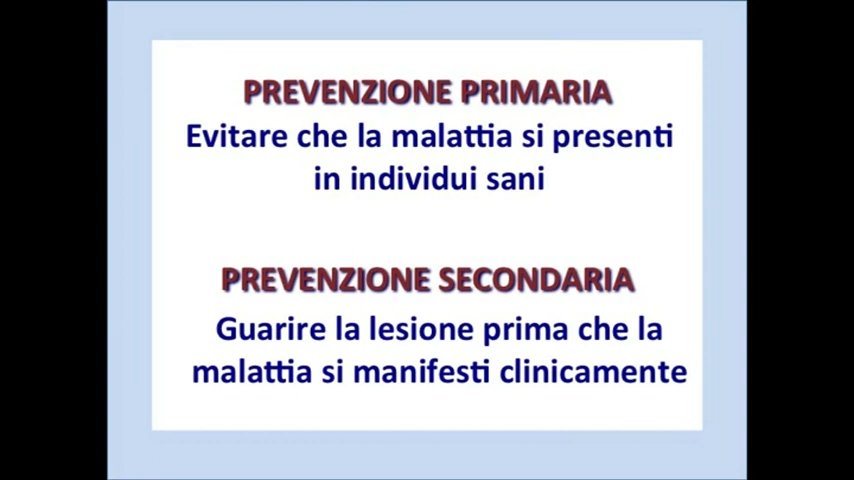 PREVENZIONE PRIMARIA
Evitare che la malattia si presenti
in individui sani
PREVENZIONE SECONDARIA
Guarire la lesione prima che la
malattia si manifesti clinicamente